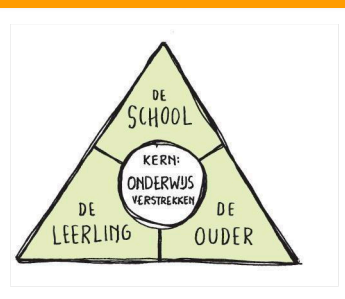 DE
SCHOOL
KERN:
ONDERWIJS
VERSTREKKEN
DE
LEERLING
DE
OUDER